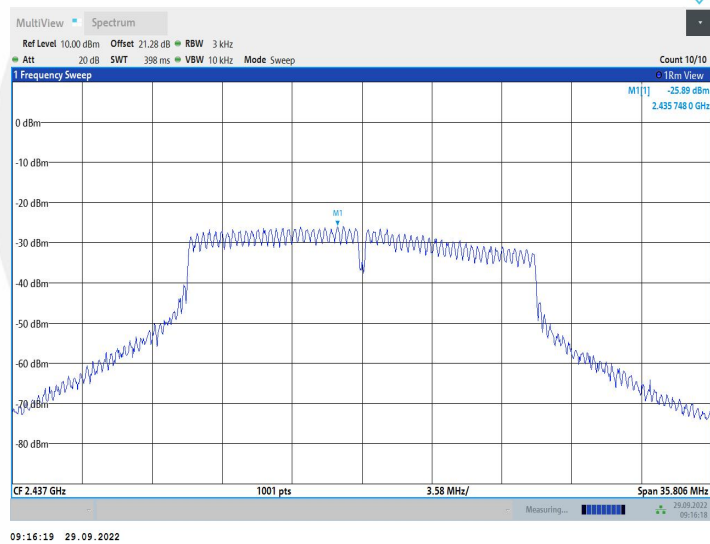 MultiView Spectrum
Ref Level 10.00 dBm Offset 21.28 dB RBW 3 kHz
Att 20 dB SWT 398 ms VBW 10 kHz Mode Sweep Count 10/10
1 Frequency Sweep 1Rm View
M1[1] -25.89 dBm
2.435 748 0 GHz
0 dBm
-10 dBm
-20 dBm
M1
-30 dBm
-40 dBm
-50 dBm
-60 dBm
-70 dBm
-80 dBm
CF 2.437 GHz 1001 pts 3.58 MHz/ Span 35.806 MHz
Measuring... 29.09.2022
09:16:18
09:16:19 29.09.2022